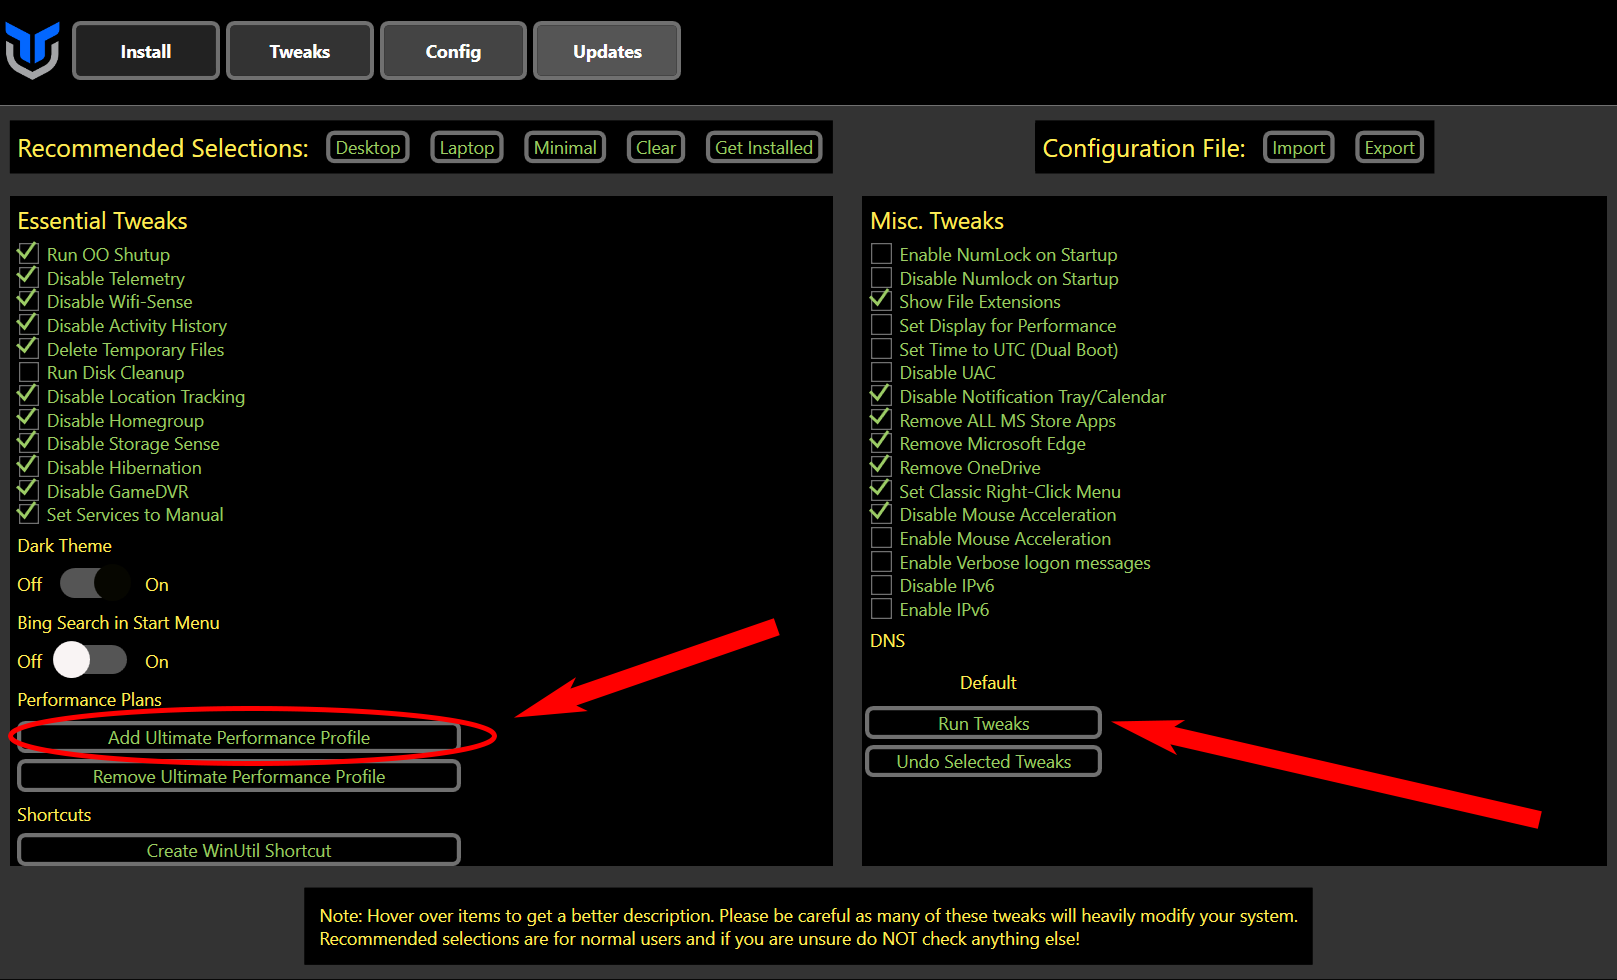 Install Tweaks Config Updates
Recommended Selections: Desktop Laptop Minimal Clear Get Installed
Configuration File: Import Export
Essential Tweaks
Run OO Shutup
Disable Telemetry
Disable Wifi-Sense
Disable Activity History
Delete Temporary Files
Run Disk Cleanup
Disable Location Tracking
Disable Homegroup
Disable Storage Sense
Disable Hibernation
Disable GameDVR
Set Services to Manual
Dark Theme
Off On
Bing Search in Start Menu
Off On
Performance Plans
Add Ultimate Performance Profile
Remove Ultimate Performance Profile
Shortcuts
Create WinUtil Shortcut
Misc. Tweaks
Enable NumLock on Startup
Disable Numlock on Startup
Show File Extensions
Set Display for Performance
Set Time to UTC (Dual Boot)
Disable UAC
Disable Notification Tray/Calendar
Remove ALL MS Store Apps
Remove Microsoft Edge
Remove OneDrive
Set Classic Right-Click Menu
Disable Mouse Acceleration
Enable Mouse Acceleration
Enable Verbose logon messages
Disable IPv6
Enable IPv6
DNS
Default
Run Tweaks
Undo Selected Tweaks
Note: Hover over items to get a better description. Please be careful as many of these tweaks will heavily modify your system.
Recommended selections are for normal users and if you are unsure do NOT check anything else!